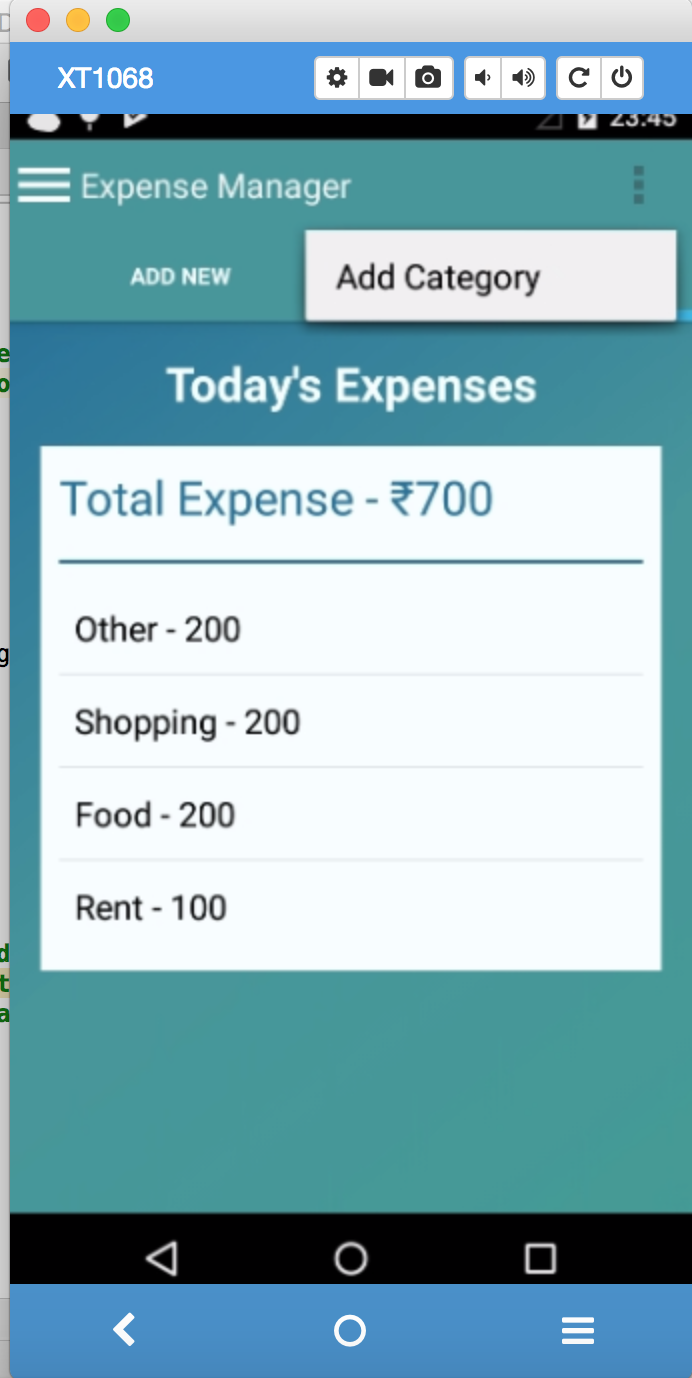 XT1068
23:45
Expense Manager
ADD NEW
Add Category
Today's Expenses
Total Expense - ₹700
Other - 200
Shopping - 200
Food - 200
Rent - 100